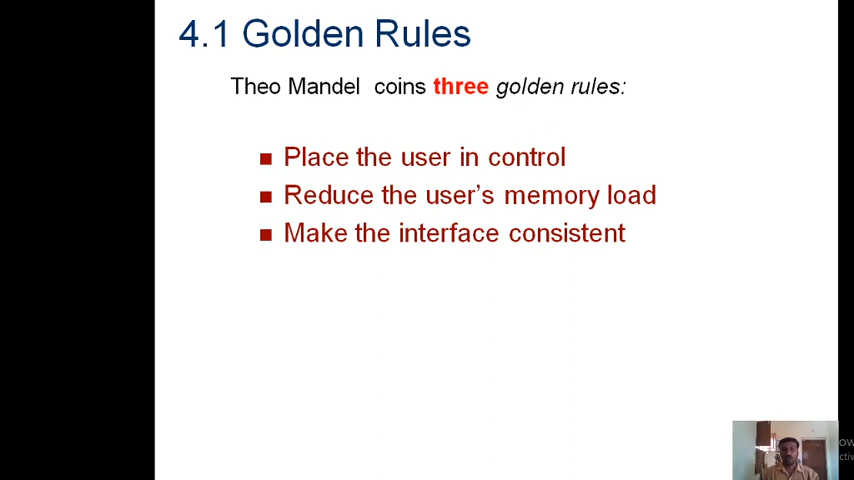 4.1 Golden Rules
Theo Mandel coins three golden rules:
Place the user in control
Reduce the user's memory load
Make the interface consistent